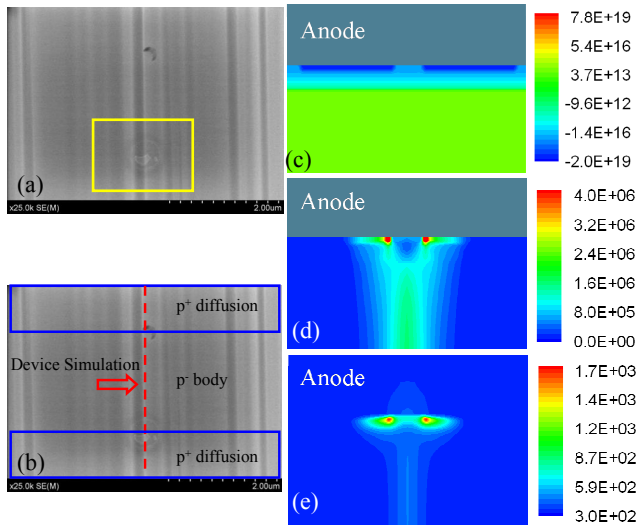 (a)
x25.0k SE(M) 2.00um
p+ diffusion
Device Simulation
p- body
p+ diffusion
(b)
x25.0k SE(M) 2.00um
Anode
(c)
7.8E+19
3.4E+16
3.7E+13
-9.6E+12
-1.4E+16
-2.0E+19
Anode
(d)
4.0E+06
3.2E+06
2.4E+06
1.6E+06
8.0E+05
0.0E+00
Anode
(e)
1.7E+03
1.4E+03
1.2E+03
8.8E+02
5.9E+02
3.0E+02